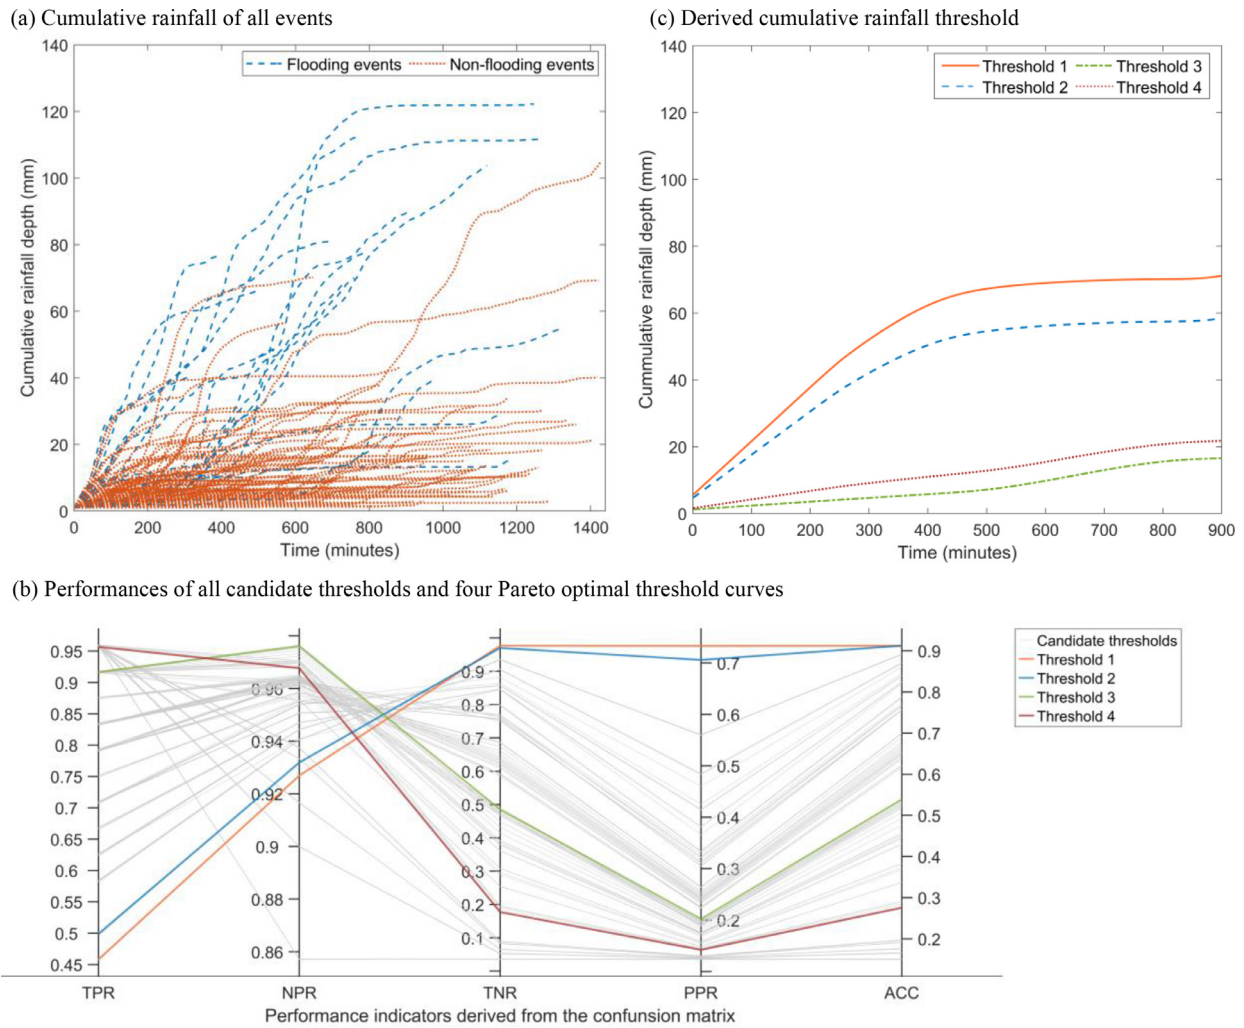 (a) Cumulative rainfall of all events
140
120
100
80
60
40
20
0
Cumulative rainfall depth (mm)
Flooding events
Non-flooding events
0 200 400 600 800 1000 1200 1400
Time (minutes)
(c) Derived cumulative rainfall threshold
140
120
100
80
60
40
20
0
Cummulative rainfall depth (mm)
Threshold 1 Threshold 3
Threshold 2 Threshold 4
0 100 200 300 400 500 600 700 800 900
Time (minutes)
(b) Performances of all candidate thresholds and four Pareto optimal threshold curves
0.95
0.9
0.85
0.8
0.75
0.7
0.65
0.6
0.5
0.45
0.96
0.94
0.92
0.9
0.88
0.86
0.9
0.8
0.7
0.6
0.5
0.4
0.3
0.2
0.1
0.7
0.6
0.5
0.4
0.3
0.2
0.9
0.8
0.7
0.6
0.5
0.4
0.3
0.2
TPR NPR TNR PPR ACC
Performance indicators derived from the confunsion matrix
Candidate thresholds
Threshold 1
Threshold 2
Threshold 3
Threshold 4